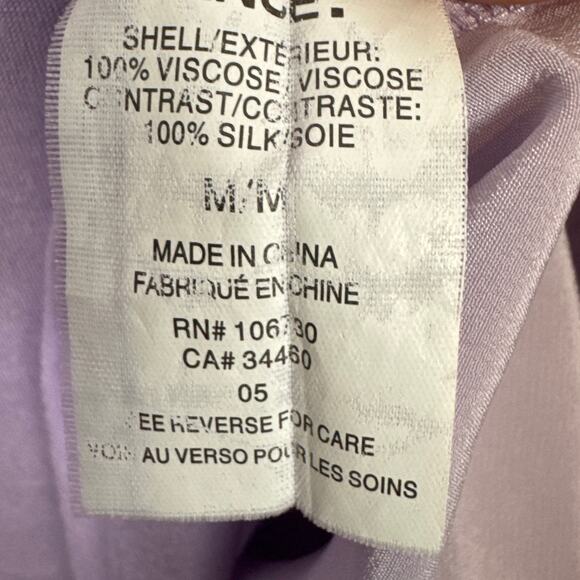 SHELL/EXTÉRIEUR:
100% VISCOSE/VISCOSE
CONTRAST/CONTRASTE:
100% SILK/SOIE
M/M
MADE IN CHINA
FABRIQUÉ EN CHINE
RN# 106730
CA# 34460
05
SEE REVERSE FOR CARE
VOIR AU VERSO POUR LES SOINS